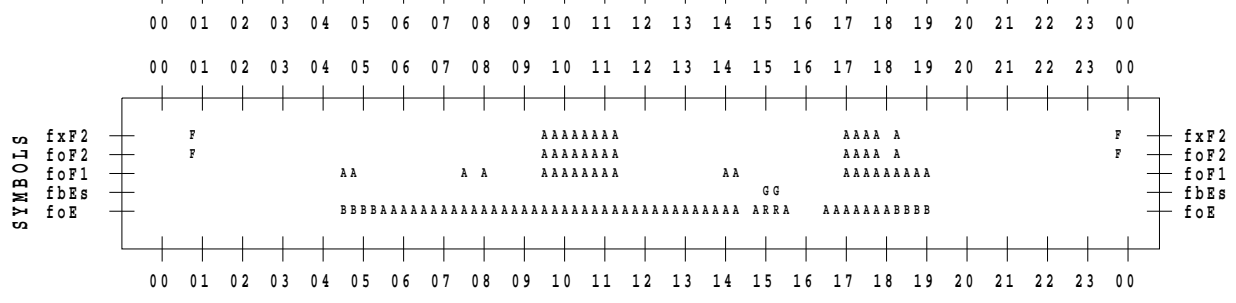 00 01 02 03 04 05 06 07 08 09 10 11 12 13 14 15 16 17 18 19 20 21 22 23 00
00 01 02 03 04 05 06 07 08 09 10 11 12 13 14 15 16 17 18 19 20 21 22 23 00
SYMBOLS
fxF2 F AAAAAAAA AAAA A F fxF2
foF2 F AAAAAAAA AAAA A F foF2
foF1 AA A A AAAAAAAA AA AAAAAAAAA foF1
fbEs GG fbEs
foE BBBBAAAAAAAAAAAAAAAAAAAAAAAAAAAAAAAAAAAA ARRA AAAAAAABBBB foE
00 01 02 03 04 05 06 07 08 09 10 11 12 13 14 15 16 17 18 19 20 21 22 23 00